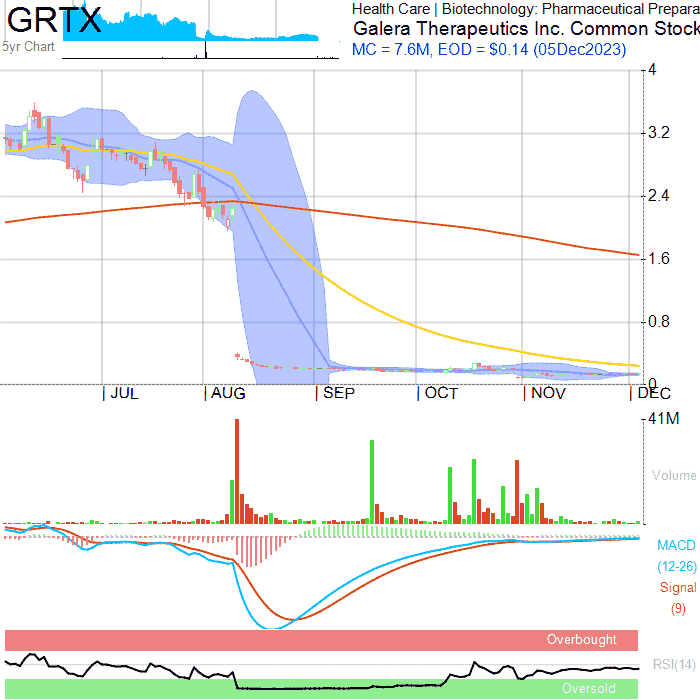 GRTX
5yr Chart
Health Care | Biotechnology: Pharmaceutical Prepara
Galera Therapeutics Inc. Common Stock
MC = 7.6M, EOD = $0.14 (05Dec2023)
4
3.2
2.4
1.6
0.8
0
JUL
AUG
SEP
OCT
NOV
DEC
41M
Volume
MACD
(12-26)
Signal
(9)
Overbought
RSI(14)
Oversold